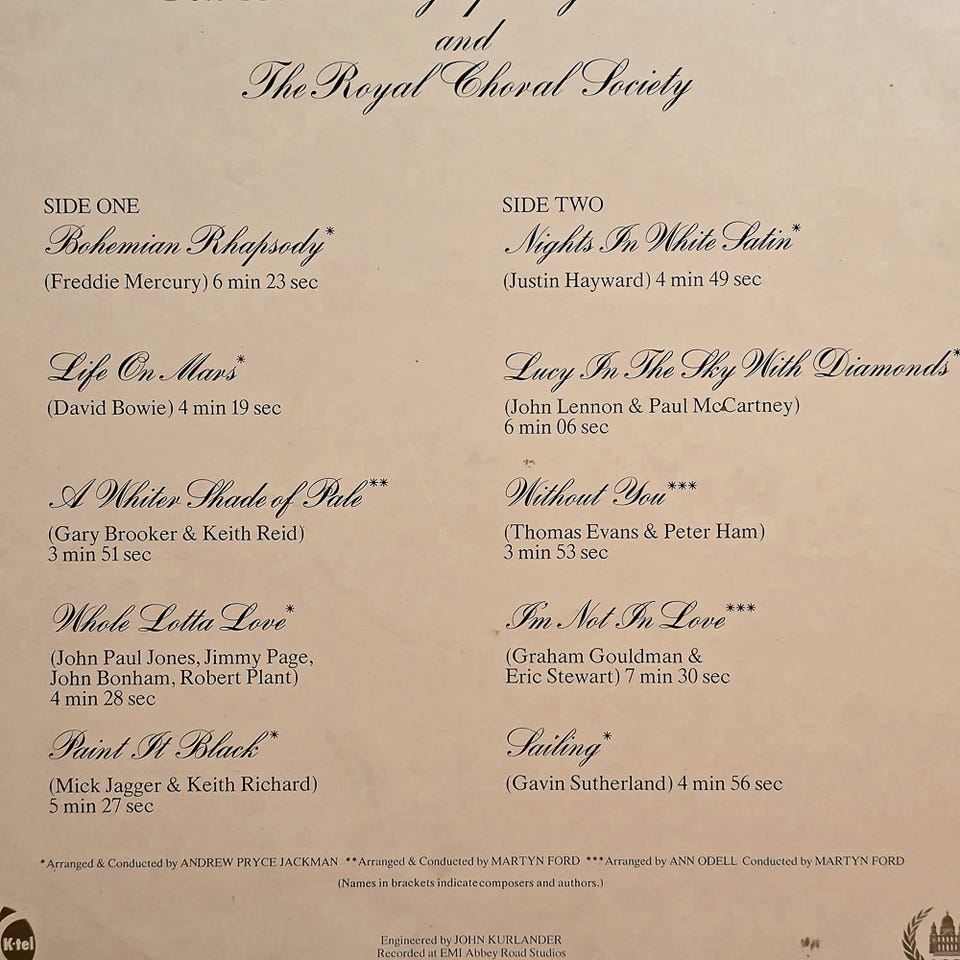 and
The Royal Choral Society
SIDE ONE
Bohemian Rhapsody*
(Freddie Mercury) 6 min 23 sec
Life On Mars*
(David Bowie) 4 min 19 sec
A Whiter Shade of Pale**
(Gary Brooker & Keith Reid)
3 min 51 sec
Whole Lotta Love*
(John Paul Jones, Jimmy Page,
John Bonham, Robert Plant)
4 min 28 sec
Paint It Black*
(Mick Jagger & Keith Richard)
5 min 27 sec
SIDE TWO
Nights In White Satin*
(Justin Hayward) 4 min 49 sec
Lucy In The Sky With Diamonds*
(John Lennon & Paul McCartney)
6 min 06 sec
Without You***
(Thomas Evans & Peter Ham)
3 min 53 sec
I'm Not In Love***
(Graham Gouldman &
Eric Stewart) 7 min 30 sec
Sailing*
(Gavin Sutherland) 4 min 56 sec
*Arranged & Conducted by ANDREW PRYCE JACKMAN **Arranged & Conducted by MARTYN FORD ***Arranged by ANN ODELL Conducted by MARTYN FORD
(Names in brackets indicate composers and authors.)
K-tel
Engineered by JOHN KURLANDER
Recorded at EMI Abbey Road Studios